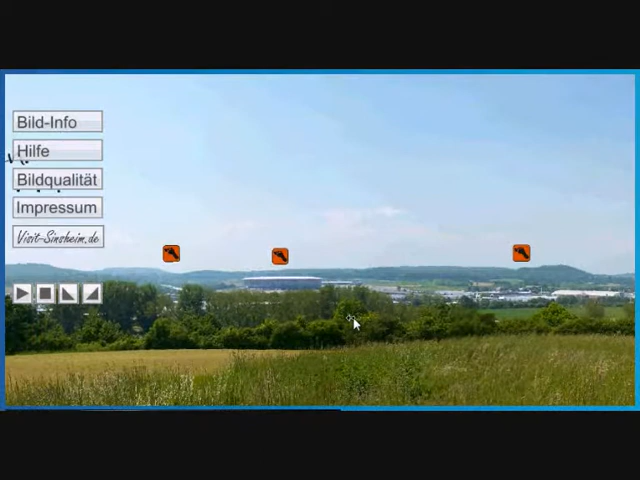 Bild-Info
Hilfe
Bildqualität
Impressum
Visit-Sinsheim.de